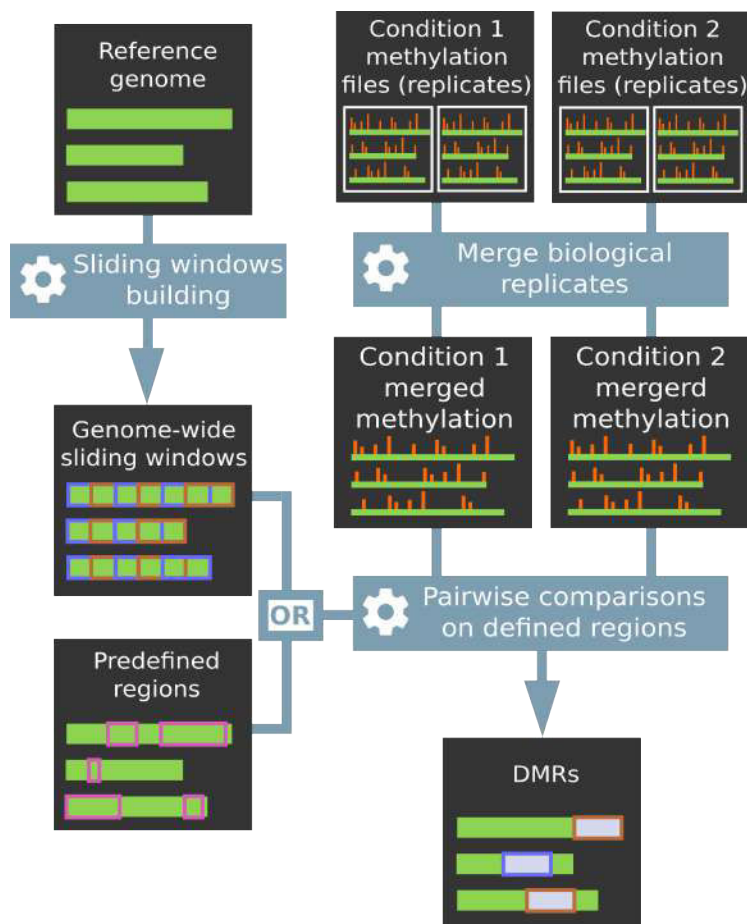 Reference
genome
Condition 1
methylation
files (replicates)
Condition 2
methylation
files (replicates)
Sliding windows
building
Merge biological
replicates
Condition 1
merged
methylation
Condition 2
mergerd
methylation
Genome-wide
sliding windows
OR
Pairwise comparisons
on defined regions
Predefined
regions
DMRs